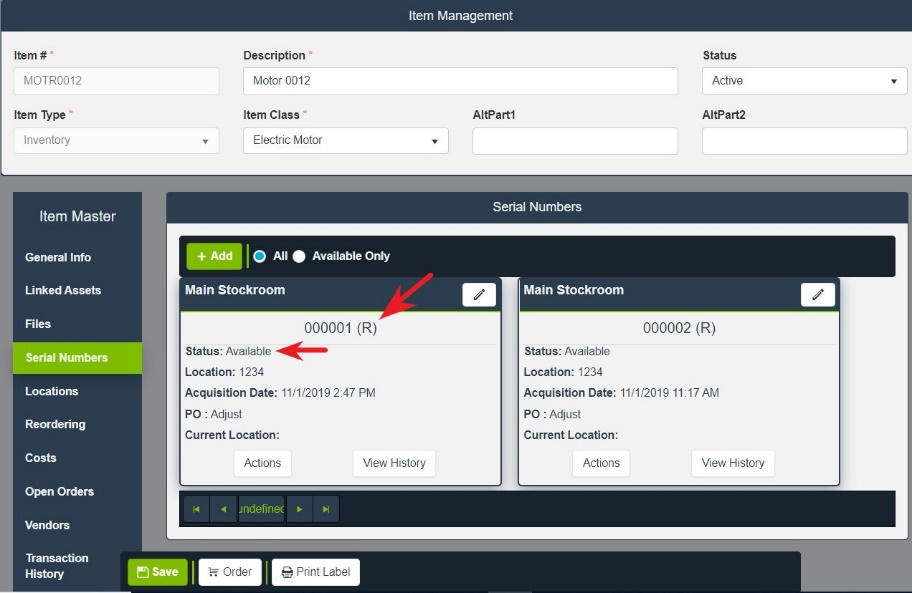 Item Management
Item # *
Description *
Status
MOTR0012
Motor 0012
Active
Item Type *
Item Class *
AltPart1
AltPart2
Inventory
Electric Motor
Item Master
General Info
Linked Assets
Files
Serial Numbers
Locations
Reordering
Costs
Open Orders
Vendors
Transaction
History
Serial Numbers
+ Add
All
Available Only
Main Stockroom
000001 (R)
Status: Available
Location: 1234
Acquisition Date: 11/1/2019 2:47 PM
PO : Adjust
Current Location:
Actions
View History
Main Stockroom
000002 (R)
Status: Available
Location: 1234
Acquisition Date: 11/1/2019 11:17 AM
PO : Adjust
Current Location:
Actions
View History
undefined
Save
Order
Print Label